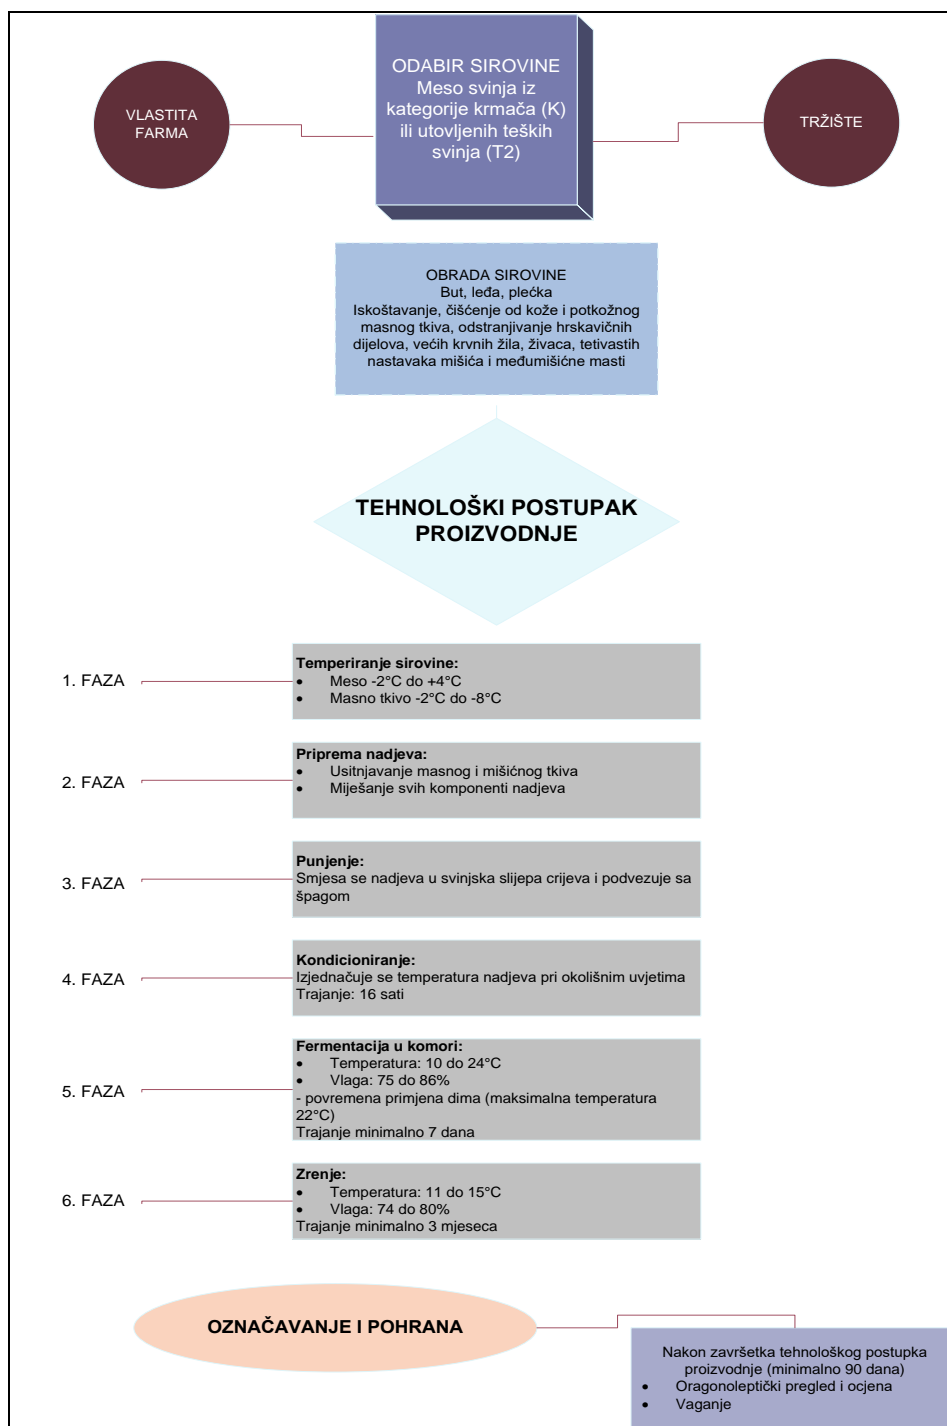 VLASTITA
FARMA
ODABIR SIROVINE
Meso svinja iz
kategorije krmača (K)
ili utovljenih teških
svinja (T2)
TRŽIŠTE
OBRADA SIROVINE
But, leđa, plećka
Iskoštavanje, čišćenje od kože i potkožnog
masnog tkiva, odstranjivanje hrskavičnih
dijelova, većih krvnih žila, živaca, tetivastih
nastavaka mišića i međumišićne masti
TEHNOLOŠKI POSTUPAK
PROIZVODNJE
1. FAZA
Temperiranje sirovine:
• Meso -2°C do +4°C
• Masno tkivo -2°C do -8°C
2. FAZA
Priprema nadjeva:
• Usitnjavanje masnog i mišićnog tkiva
• Miješanje svih komponenti nadjeva
3. FAZA
Punjenje:
Smjesa se nadjeva u svinjska slijepa crijeva i podvezuje sa
špagom
4. FAZA
Kondicioniranje:
Izjednačuje se temperatura nadjeva pri okolišnim uvjetima
Trajanje: 16 sati
5. FAZA
Fermentacija u komori:
• Temperatura: 10 do 24°C
• Vlaga: 75 do 86%
- povremena primjena dima (maksimalna temperatura
22°C)
Trajanje minimalno 7 dana
6. FAZA
Zrenje:
• Temperatura: 11 do 15°C
• Vlaga: 74 do 80%
Trajanje minimalno 3 mjeseca
OZNAČAVANJE I POHRANA
Nakon završetka tehnološkog postupka
proizvodnje (minimalno 90 dana)
• Oragonoleptički pregled i ocjena
• Vaganje